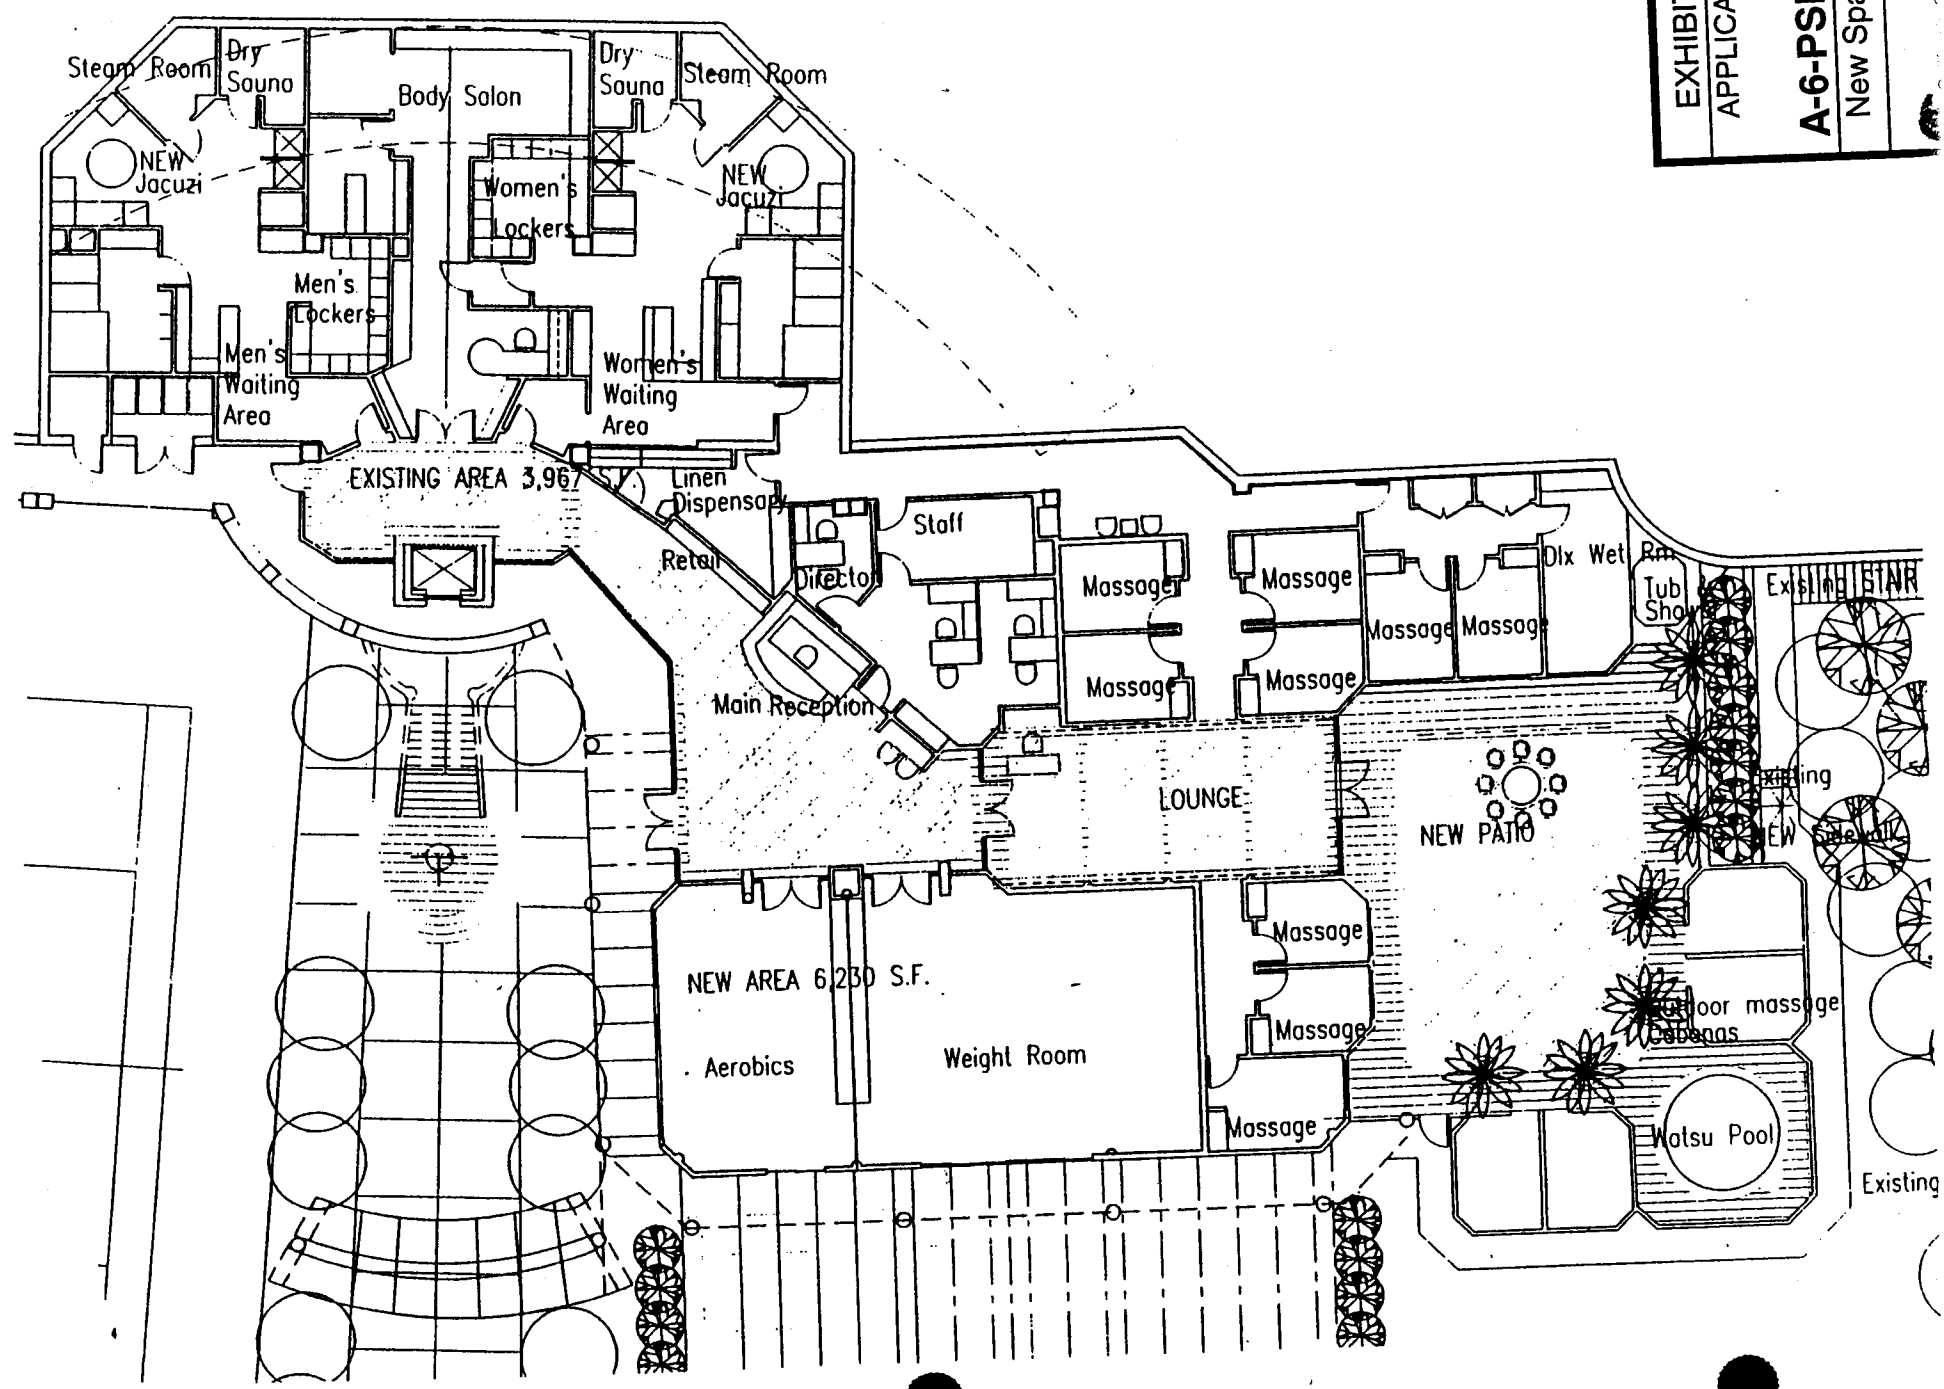 EXHIBIT
APPLICA
A-6-PS
New Spa
Steam Room
Dry
Sauna
Body Salon
Dry
Sauna
Steam Room
NEW
Jacuzi
Women's
Lockers
NEW
Jacuzi
Men's
Lockers
Men's
Waiting
Area
Women's
Waiting
Area
EXISTING AREA 3,967 S.F.
Linen
Dispensary
Retail
Director
Staff
Main Reception
Massage
Massage
Massage
Massage
Massage
Massage
Dlx Wet Rm
Tub
Sho
Existing STAIR
LOUNGE
NEW PATIO
Existing
NEW Sidewalk
Massage
Massage
Massage
NEW AREA 6,230 S.F.
Aerobics
Weight Room
Outdoor massage
Cabanas
Watsu Pool
Existing